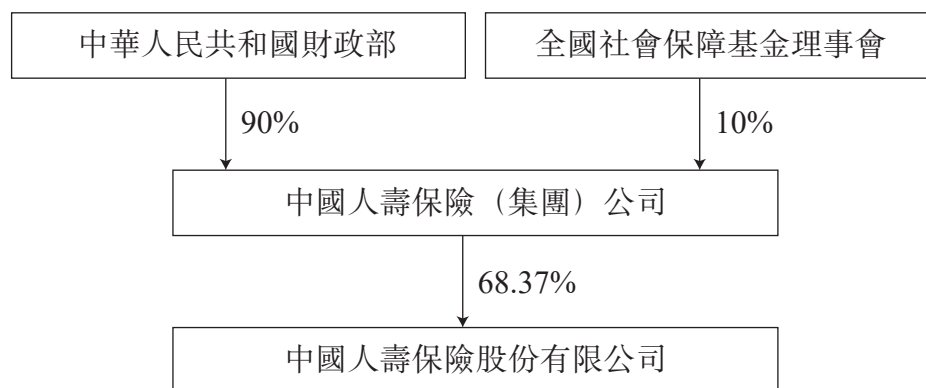 中華人民共和國財政部
全國社會保障基金理事會
90%
10%
中國人壽保險（集團）公司
68.37%
中國人壽保險股份有限公司